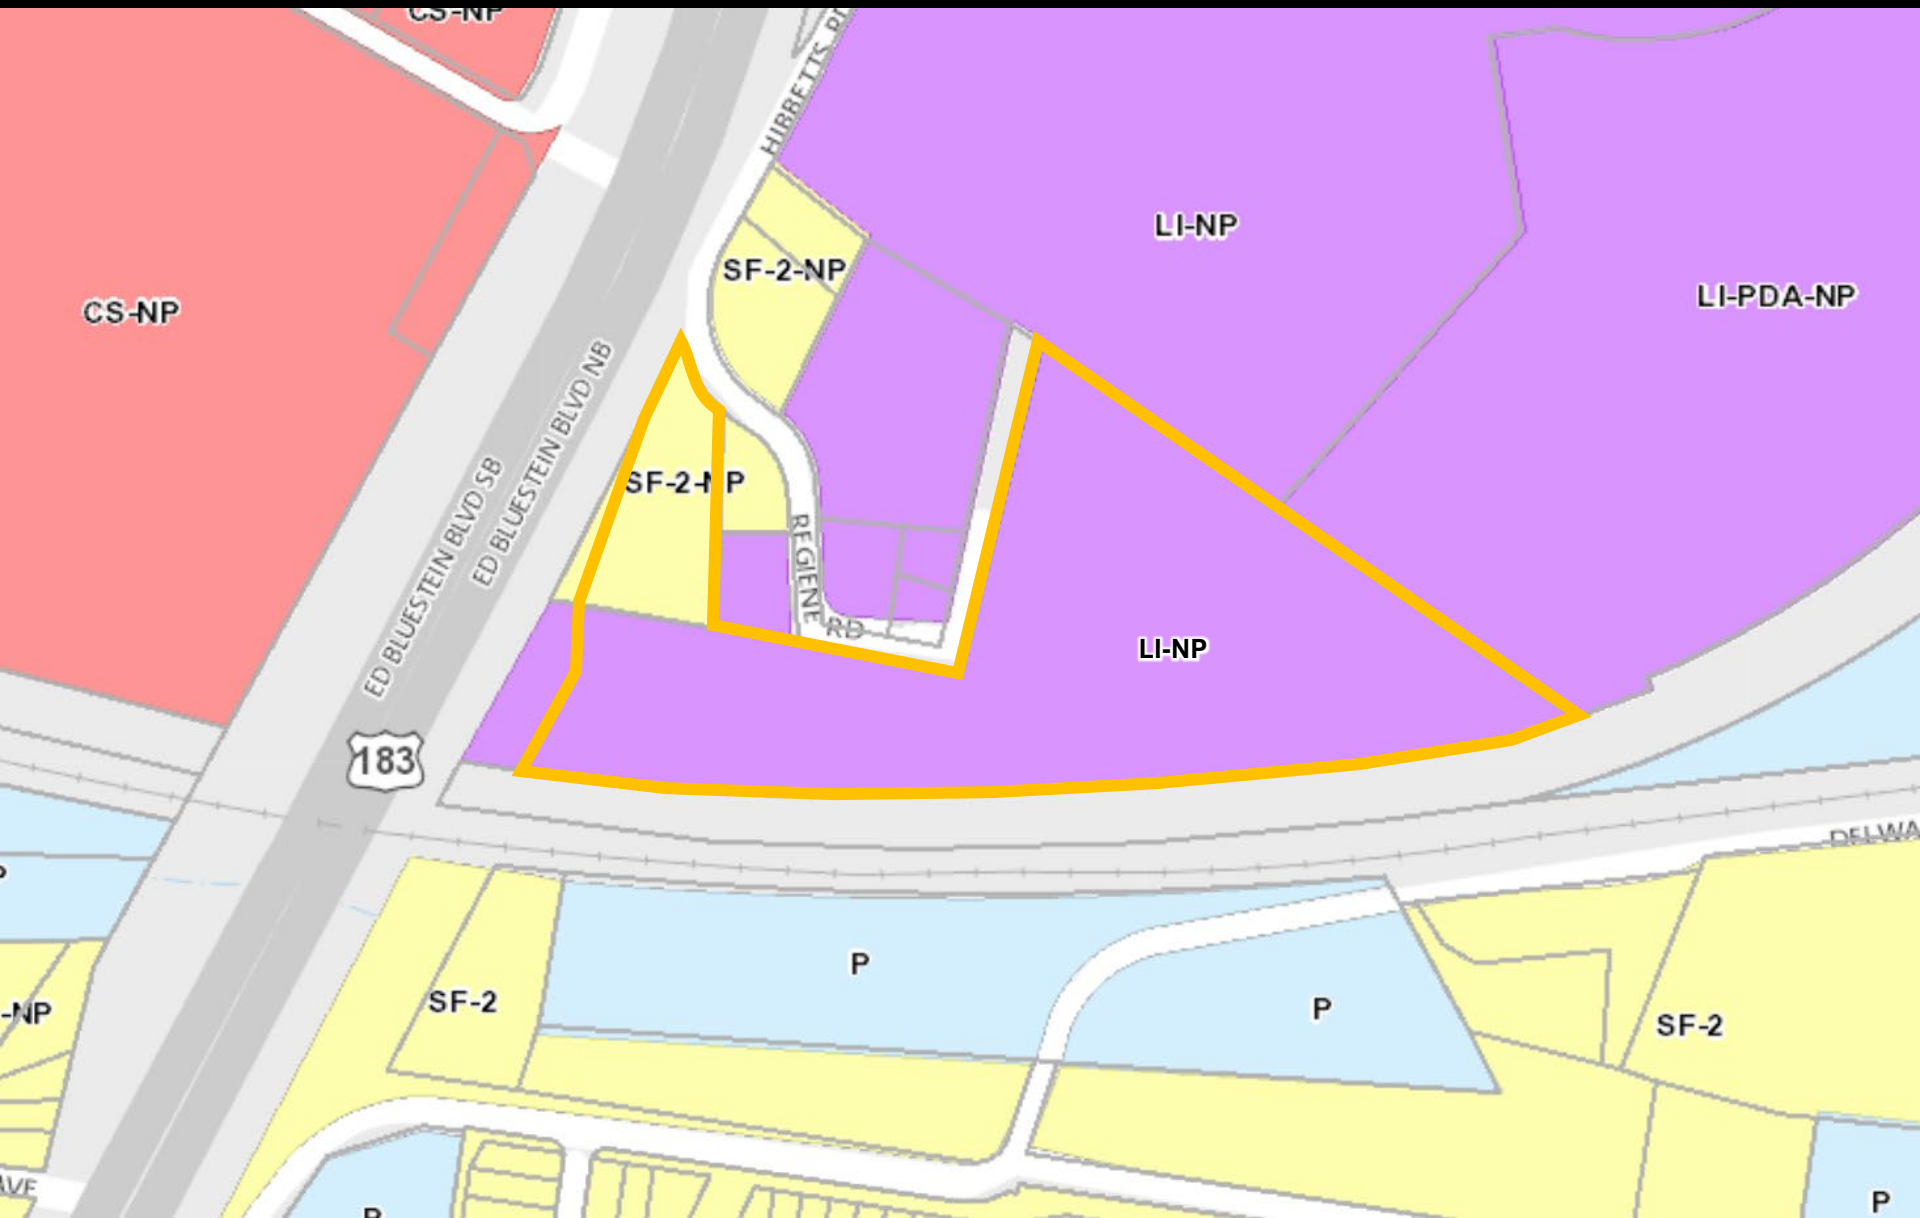 CS-NP
HIBBETTS RD
LI-NP
SF-2-NP
LI-PDA-NP
CS-NP
ED BLUESTEIN BLVD NB
SF-2-NP
ED BLUESTEIN BLVD SB
REGIENE RD
LI-NP
183
DELWA
P
P
P
SF-2
-NP
SF-2
AVE
P
P